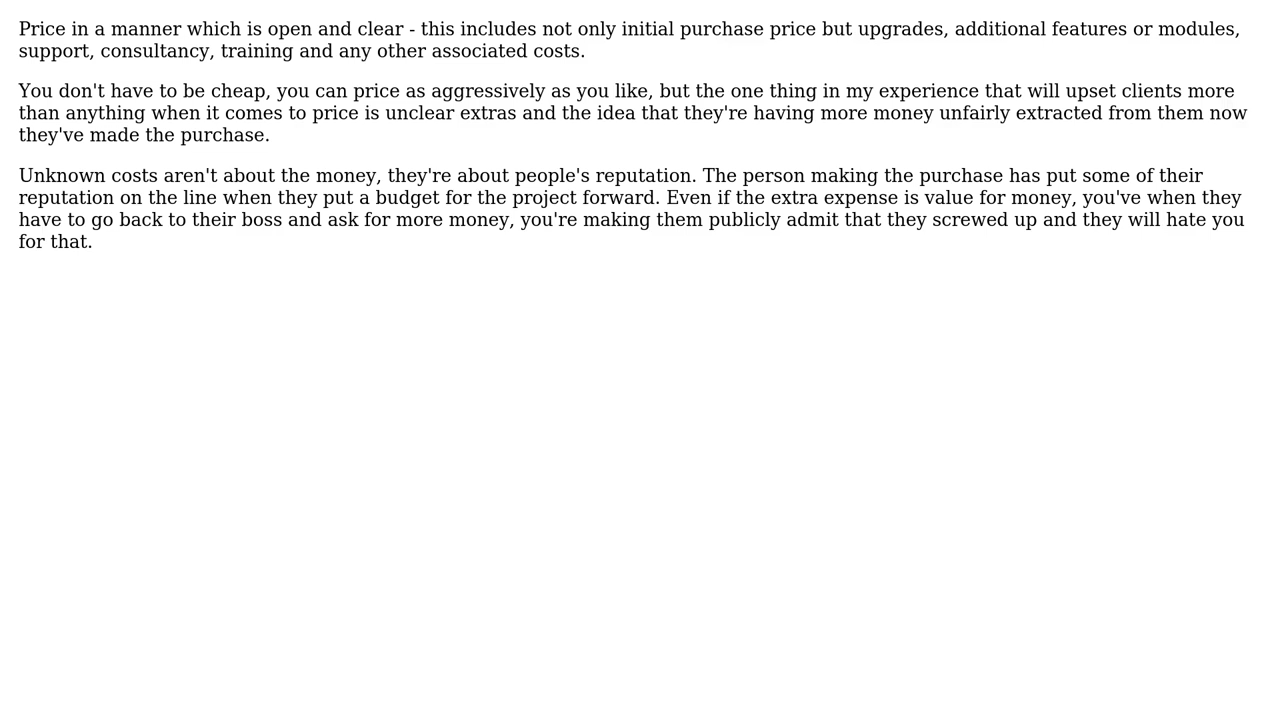 Price in a manner which is open and clear - this includes not only initial purchase price but upgrades, additional features or modules,
support, consultancy, training and any other associated costs.
You don't have to be cheap, you can price as aggressively as you like, but the one thing in my experience that will upset clients more
than anything when it comes to price is unclear extras and the idea that they're having more money unfairly extracted from them now
they've made the purchase.
Unknown costs aren't about the money, they're about people's reputation. The person making the purchase has put some of their
reputation on the line when they put a budget for the project forward. Even if the extra expense is value for money, you've when they
have to go back to their boss and ask for more money, you're making them publicly admit that they screwed up and they will hate you
for that.